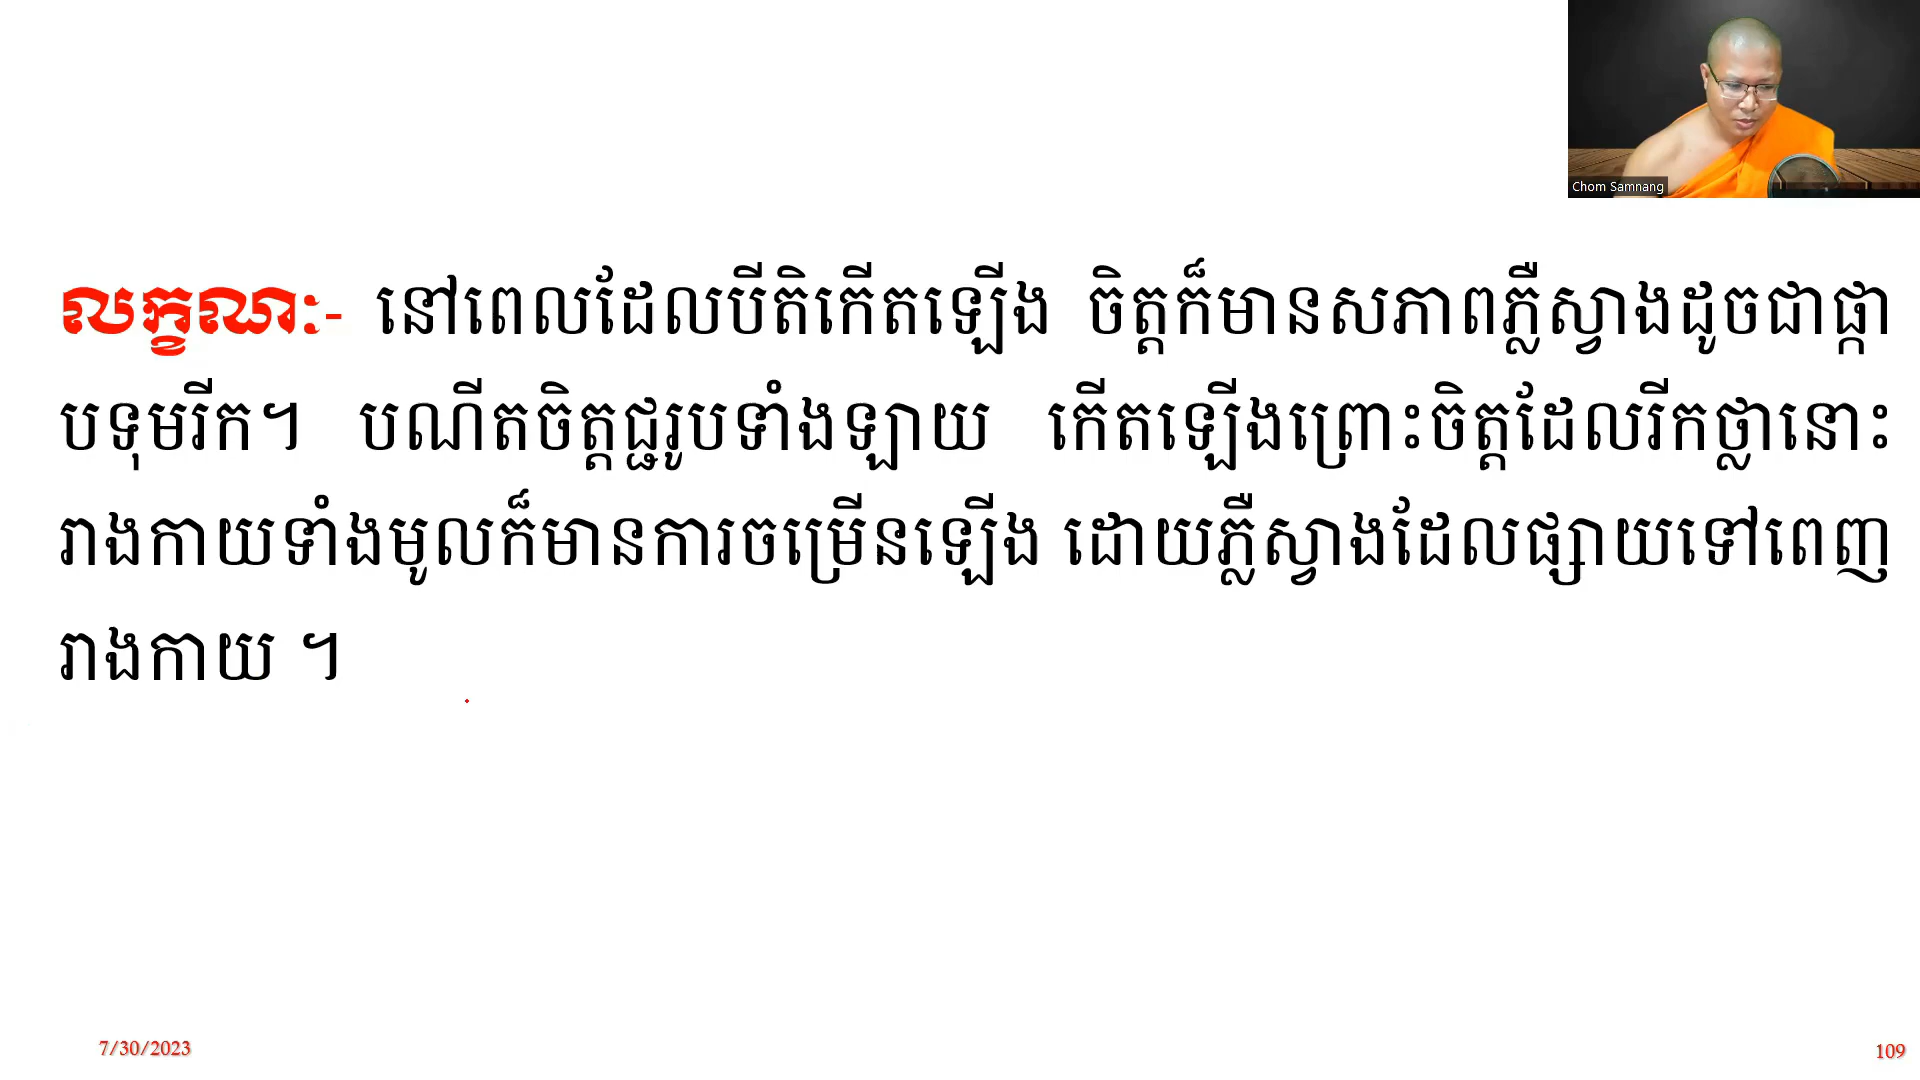 Chom Samnang
លក្ខណៈ- នៅពេលដែលបីតិកើតឡើង ចិត្តក៏មានសភាពភ្លឺស្វាងដូចជាផ្កា
បទុមរីក។ បណីតចិត្តជ្ជរូបទាំងឡាយ កើតឡើងព្រោះចិត្តដែលរីកថ្លានោះ
រាងកាយទាំងមូលក៏មានការចម្រើនឡើង ដោយភ្លឺស្វាងដែលផ្សាយទៅពេញ
រាងកាយ ។
7/30/2023
109